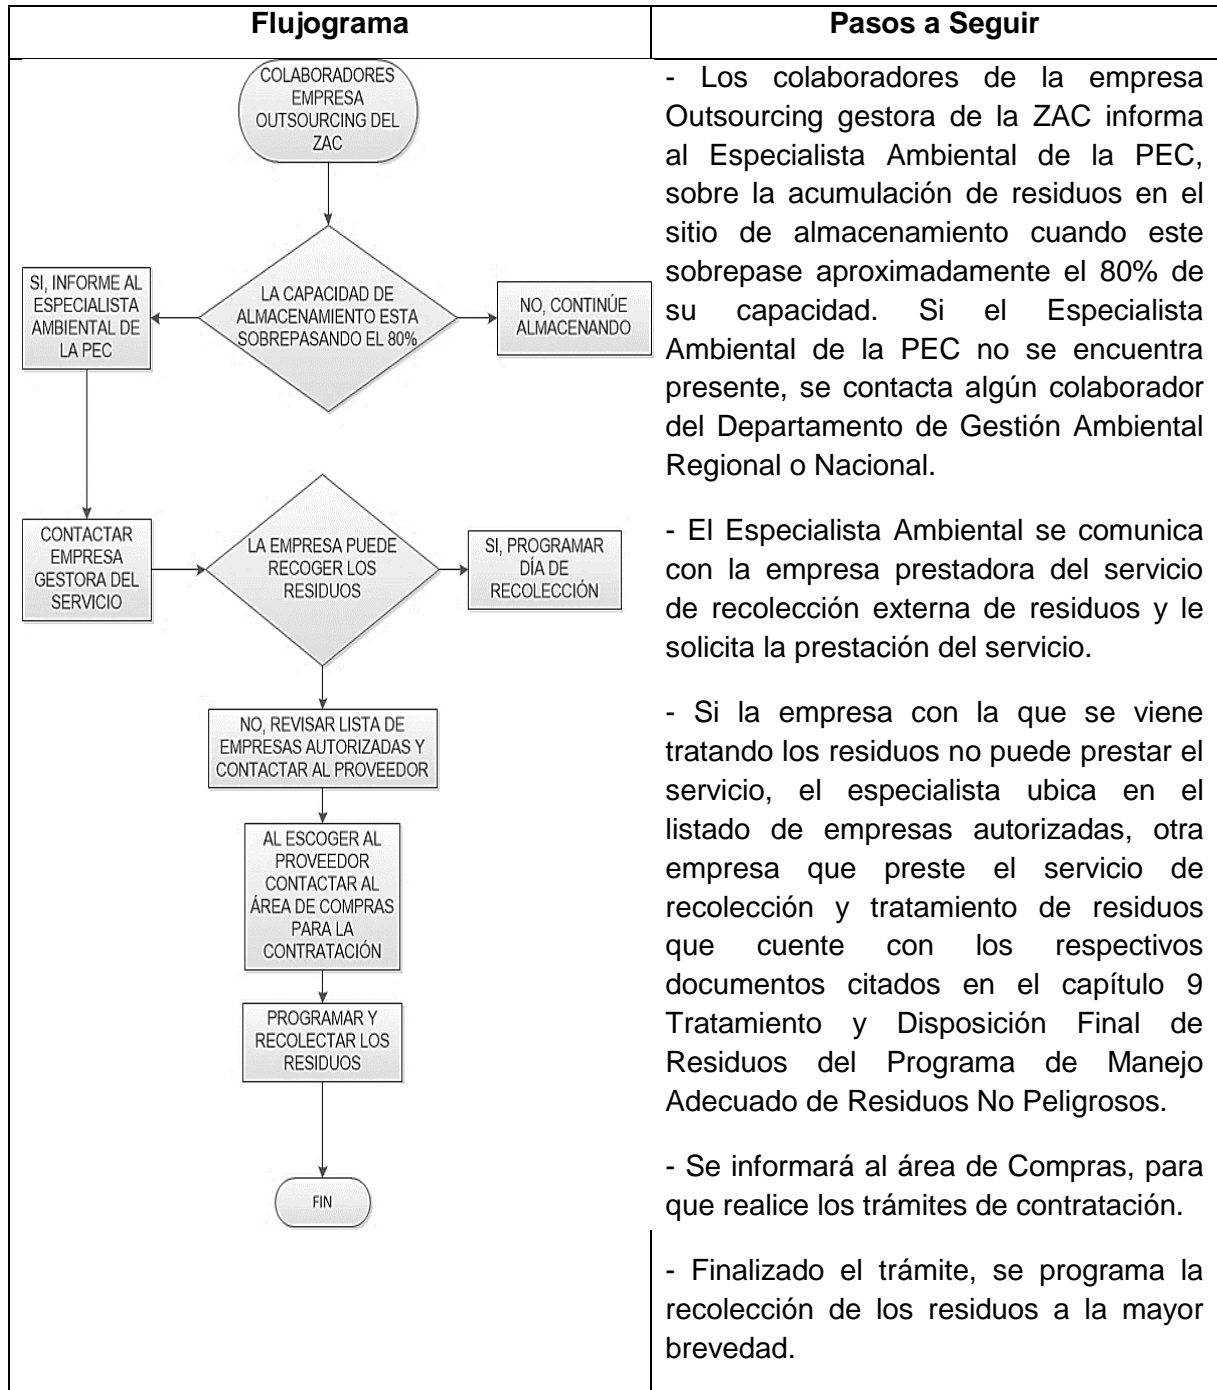 Flujograma
Pasos a Seguir
COLABORADORES
EMPRESA
OUTSOURCING DEL
ZAC
LA CAPACIDAD DE
ALMACENAMIENTO ESTA
SOBREPASANDO EL 80%
SI, INFORME AL
ESPECIALISTA
AMBIENTAL DE
LA PEC
NO, CONTINÚE
ALMACENANDO
CONTACTAR
EMPRESA
GESTORA DEL
SERVICIO
LA EMPRESA PUEDE
RECOGER LOS
RESIDUOS
SI, PROGRAMAR
DÍA DE
RECOLECCIÓN
NO, REVISAR LISTA DE
EMPRESAS AUTORIZADAS Y
CONTACTAR AL PROVEEDOR
AL ESCOGER AL
PROVEEDOR
CONTACTAR AL
ÁREA DE COMPRAS
PARA LA
CONTRATACIÓN
PROGRAMAR Y
RECOLECTAR LOS
RESIDUOS
FIN
- Los colaboradores de la empresa
Outsourcing gestora de la ZAC informa
al Especialista Ambiental de la PEC,
sobre la acumulación de residuos en el
sitio de almacenamiento cuando este
sobrepase aproximadamente el 80% de
su capacidad. Si el Especialista
Ambiental de la PEC no se encuentra
presente, se contacta algún colaborador
del Departamento de Gestión Ambiental
Regional o Nacional.
- El Especialista Ambiental se comunica
con la empresa prestadora del servicio
de recolección externa de residuos y le
solicita la prestación del servicio.
- Si la empresa con la que se viene
tratando los residuos no puede prestar el
servicio, el especialista ubica en el
listado de empresas autorizadas, otra
empresa que preste el servicio de
recolección y tratamiento de residuos
que cuente con los respectivos
documentos citados en el capítulo 9
Tratamiento y Disposición Final de
Residuos del Programa de Manejo
Adecuado de Residuos No Peligrosos.
- Se informará al área de Compras, para
que realice los trámites de contratación.
- Finalizado el trámite, se programa la
recolección de los residuos a la mayor
brevedad.